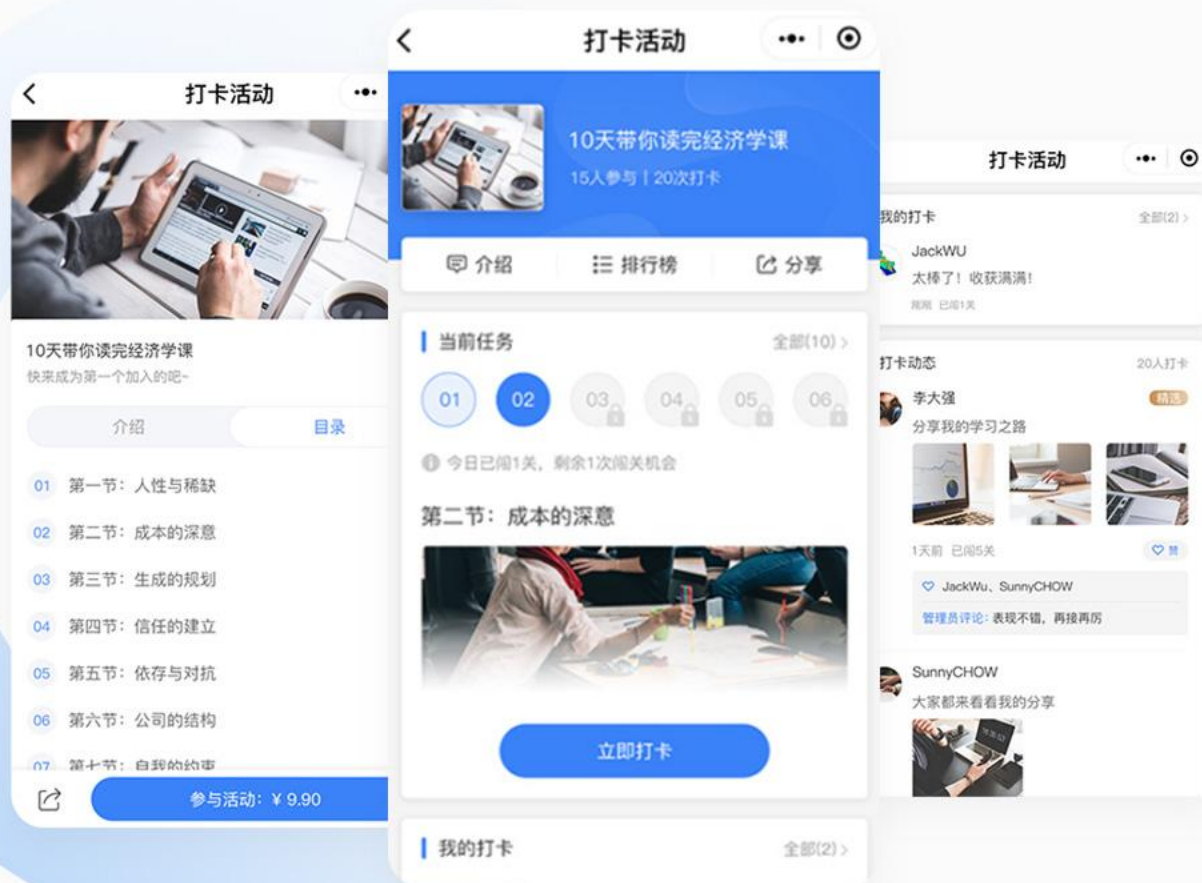 打卡活动
10天带你读完经济学课
快来成为第一个加入的吧~
介绍
目录
01 第一节：人性与稀缺
02 第二节：成本的深意
03 第三节：生成的规划
04 第四节：信任的建立
05 第五节：依存与对抗
06 第六节：公司的结构
07 第七节：自我的约束
参与活动：¥ 9.90
打卡活动
10天带你读完经济学课
15人参与 | 20次打卡
介绍
排行榜
分享
当前任务
全部(10) >
01 02 03 04 05 06
今日已闯1关，剩余1次闯关机会
第二节：成本的深意
立即打卡
我的打卡
全部(2) >
打卡活动
我的打卡
全部(2) >
JackWU
太棒了！收获满满！
刚刚 已闯1关
打卡动态
20人打卡
李大强
精选
分享我的学习之路
1天前 已闯5关
赞
JackWu、SunnyCHOW
管理员评论：表现不错，再接再厉
SunnyCHOW
大家都来看看我的分享